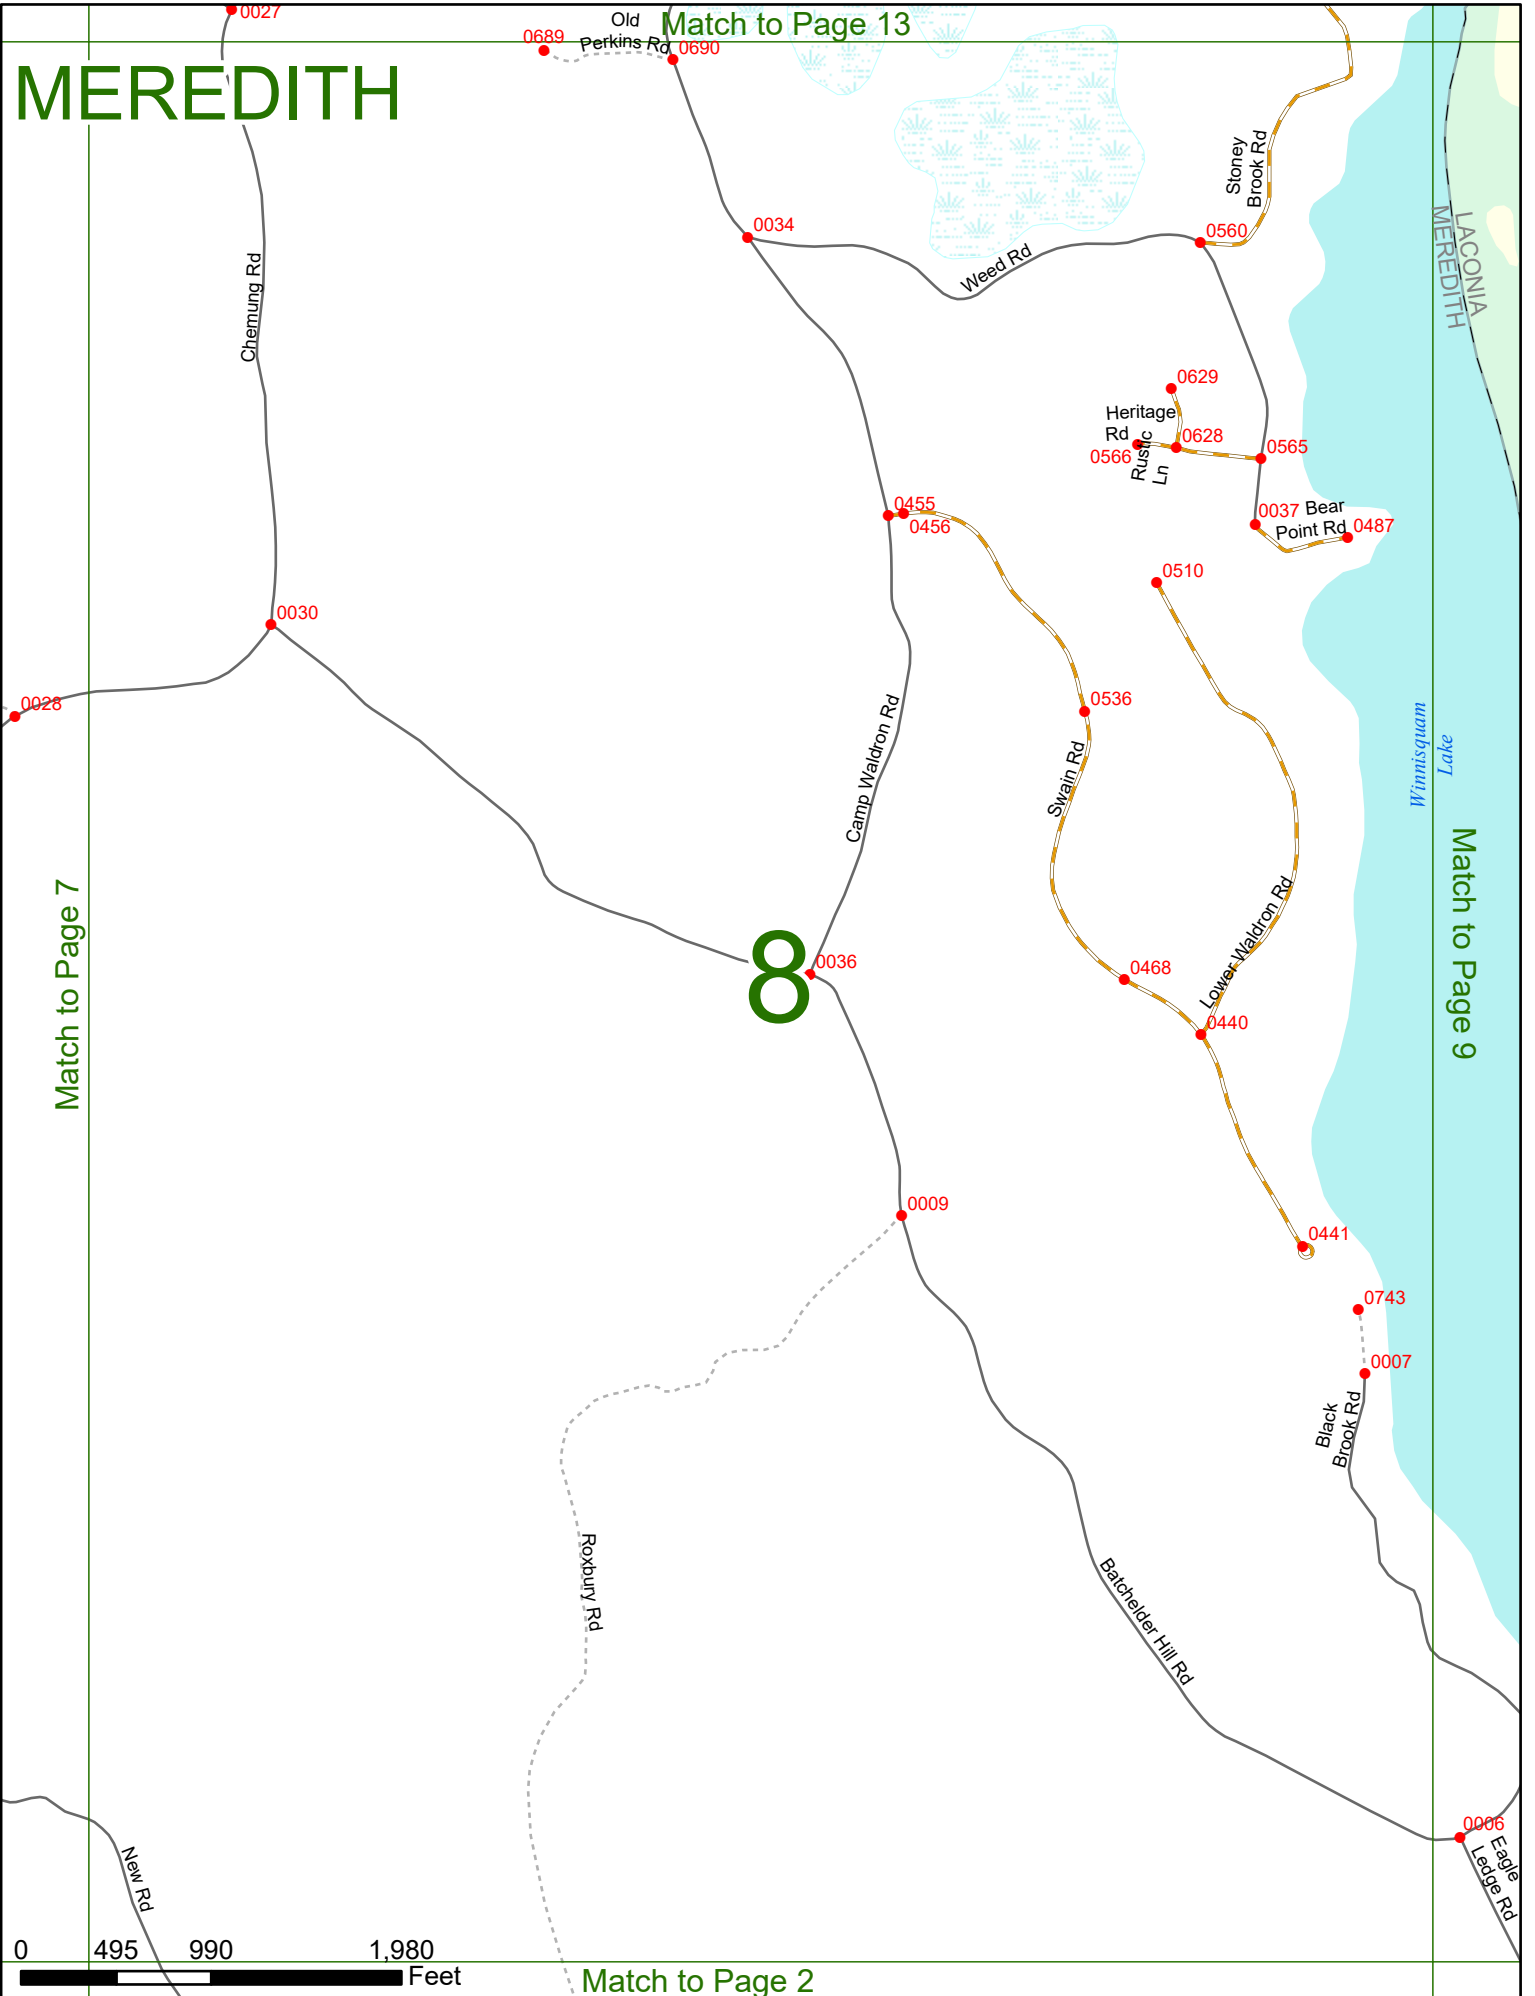 0027
Old
Perkins Rd
Match to Page 13
0689
0690
MEREDITH
Stoney
Brook Rd
0034
0560
LACONIA
MEREDITH
Weed Rd
Chemung Rd
0629
Heritage
Rd
0628
0566
Rustic
Ln
0565
0455
0456
0037
Bear
Point Rd
0487
0510
0030
0028
0536
Camp Waldron Rd
Swain Rd
Winnisquam
Lake
Match to Page 7
Match to Page 9
8
0036
0468
Lower Waldron Rd
0440
0009
0441
0743
0007
Black
Brook Rd
Roxbury Rd
Batchelder Hill Rd
0006
Eagle
Ledge Rd
New Rd
0 495 990 1,980
Feet
Match to Page 2